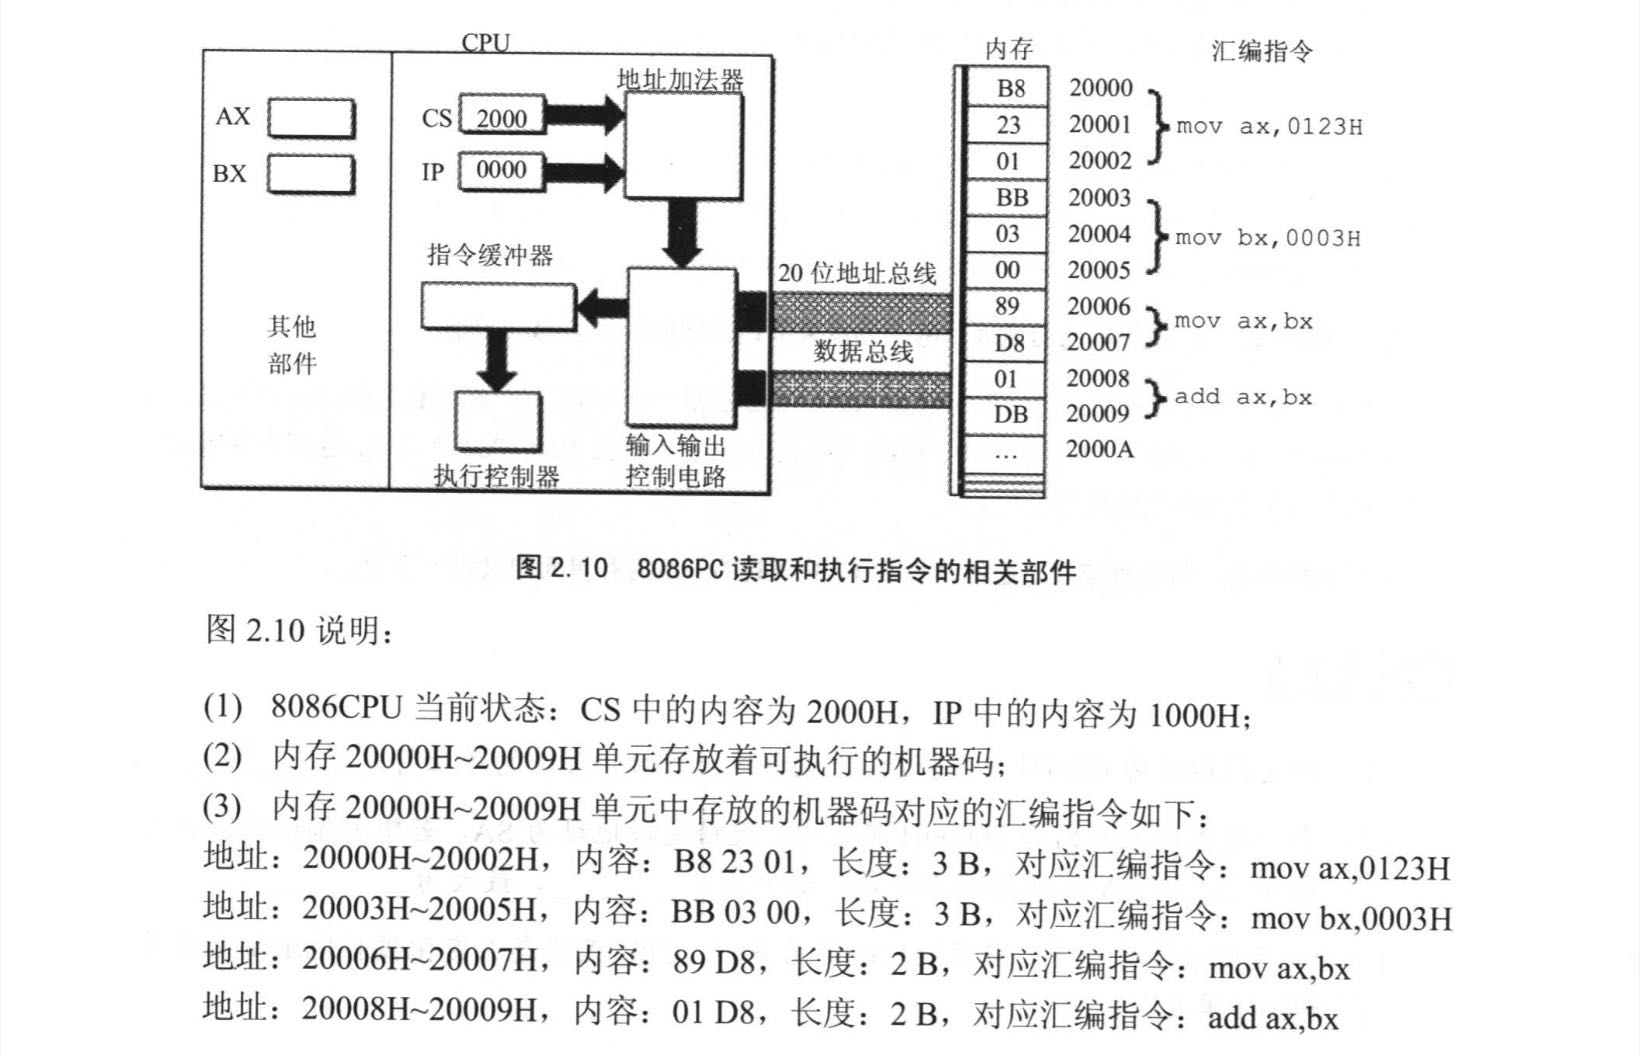 CPU
AX
BX
其他
部件
CS 2000
IP 0000
地址加法器
指令缓冲器
执行控制器
输入输出
控制电路
20 位地址总线
数据总线
内存 汇编指令
B8 20000
23 20001 mov ax,0123H
01 20002
BB 20003
03 20004 mov bx,0003H
00 20005
89 20006 mov ax,bx
D8 20007
01 20008 add ax,bx
DB 20009
… 2000A
图 2.10 8086PC 读取和执行指令的相关部件
图 2.10 说明：
(1) 8086CPU 当前状态：CS 中的内容为 2000H，IP 中的内容为 1000H；
(2) 内存 20000H~20009H 单元存放着可执行的机器码；
(3) 内存 20000H~20009H 单元中存放的机器码对应的汇编指令如下：
地址：20000H~20002H，内容：B8 23 01，长度：3 B，对应汇编指令：mov ax,0123H
地址：20003H~20005H，内容：BB 03 00，长度：3 B，对应汇编指令：mov bx,0003H
地址：20006H~20007H，内容：89 D8，长度：2 B，对应汇编指令：mov ax,bx
地址：20008H~20009H，内容：01 D8，长度：2 B，对应汇编指令：add ax,bx